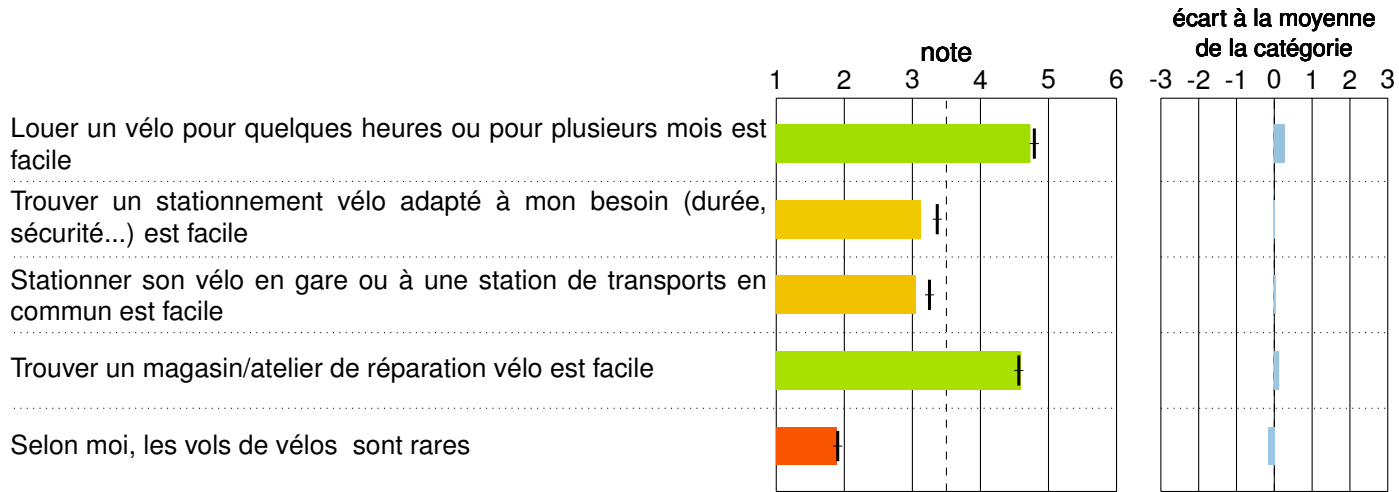 écart à la moyenne
note de la catégorie
1 2 3 4 5 6 -3 -2 -1 0 1 2 3
Louer un vélo pour quelques heures ou pour plusieurs mois est
facile
Trouver un stationnement vélo adapté à mon besoin (durée,
sécurité...) est facile
Stationner son vélo en gare ou à une station de transports en
commun est facile
Trouver un magasin/atelier de réparation vélo est facile
Selon moi, les vols de vélos sont rares